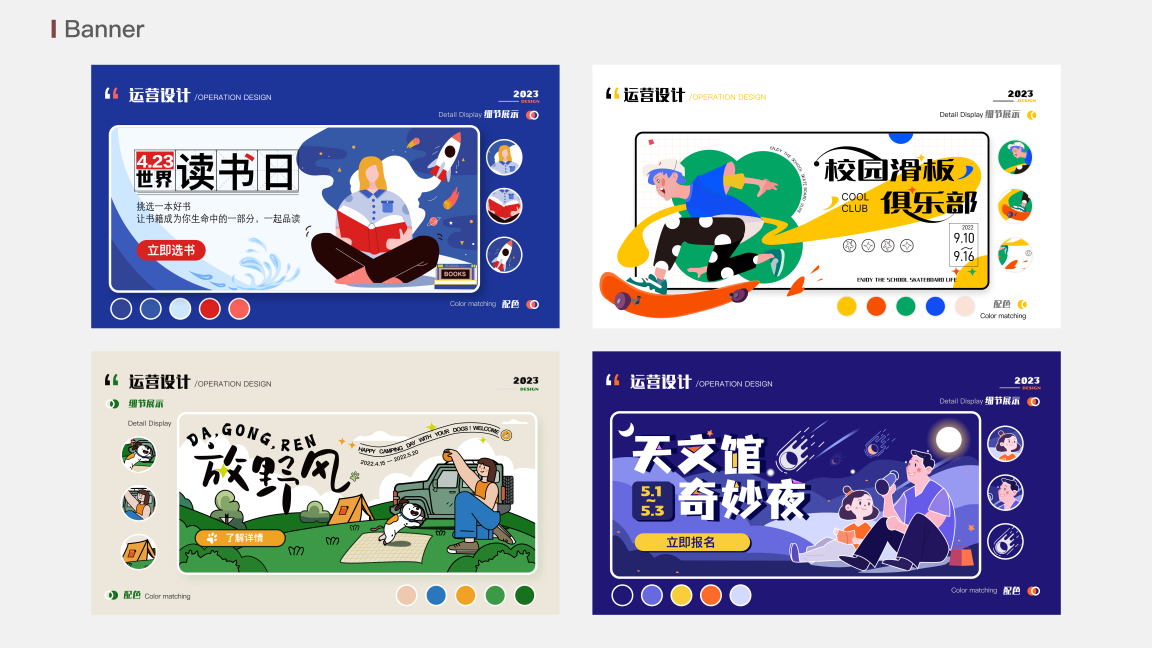 Banner
运营设计 /OPERATION DESIGN
2023
DESIGN
Detail Display 细节展示
4.23
世界
读书日
挑选一本好书
让书籍成为你生命中的一部分，一起品读
立即选书
BOOKS
Color matching 配色
运营设计 /OPERATION DESIGN
2023
DESIGN
Detail Display 细节展示
ENJOY THE SCHOOL SKATEBOARD CLUB
校园滑板
COOL
CLUB
俱乐部
2022
9.10
~
9.16
ENJOY THE SCHOOL SKATEBOARD LIFE
配色
Color matching
运营设计 /OPERATION DESIGN
2023
DESIGN
细节展示
Detail Display
DA,GONG,REN
放野风
HAPPY CAMPING DAY WITH YOUR DOGS! WELCOME
2022.4.15 — 2022.5.20
了解详情
配色 Color matching
运营设计 /OPERATION DESIGN
2023
DESIGN
Detail Display 细节展示
天文馆
5.1
~
5.3
奇妙夜
立即报名
Color matching 配色